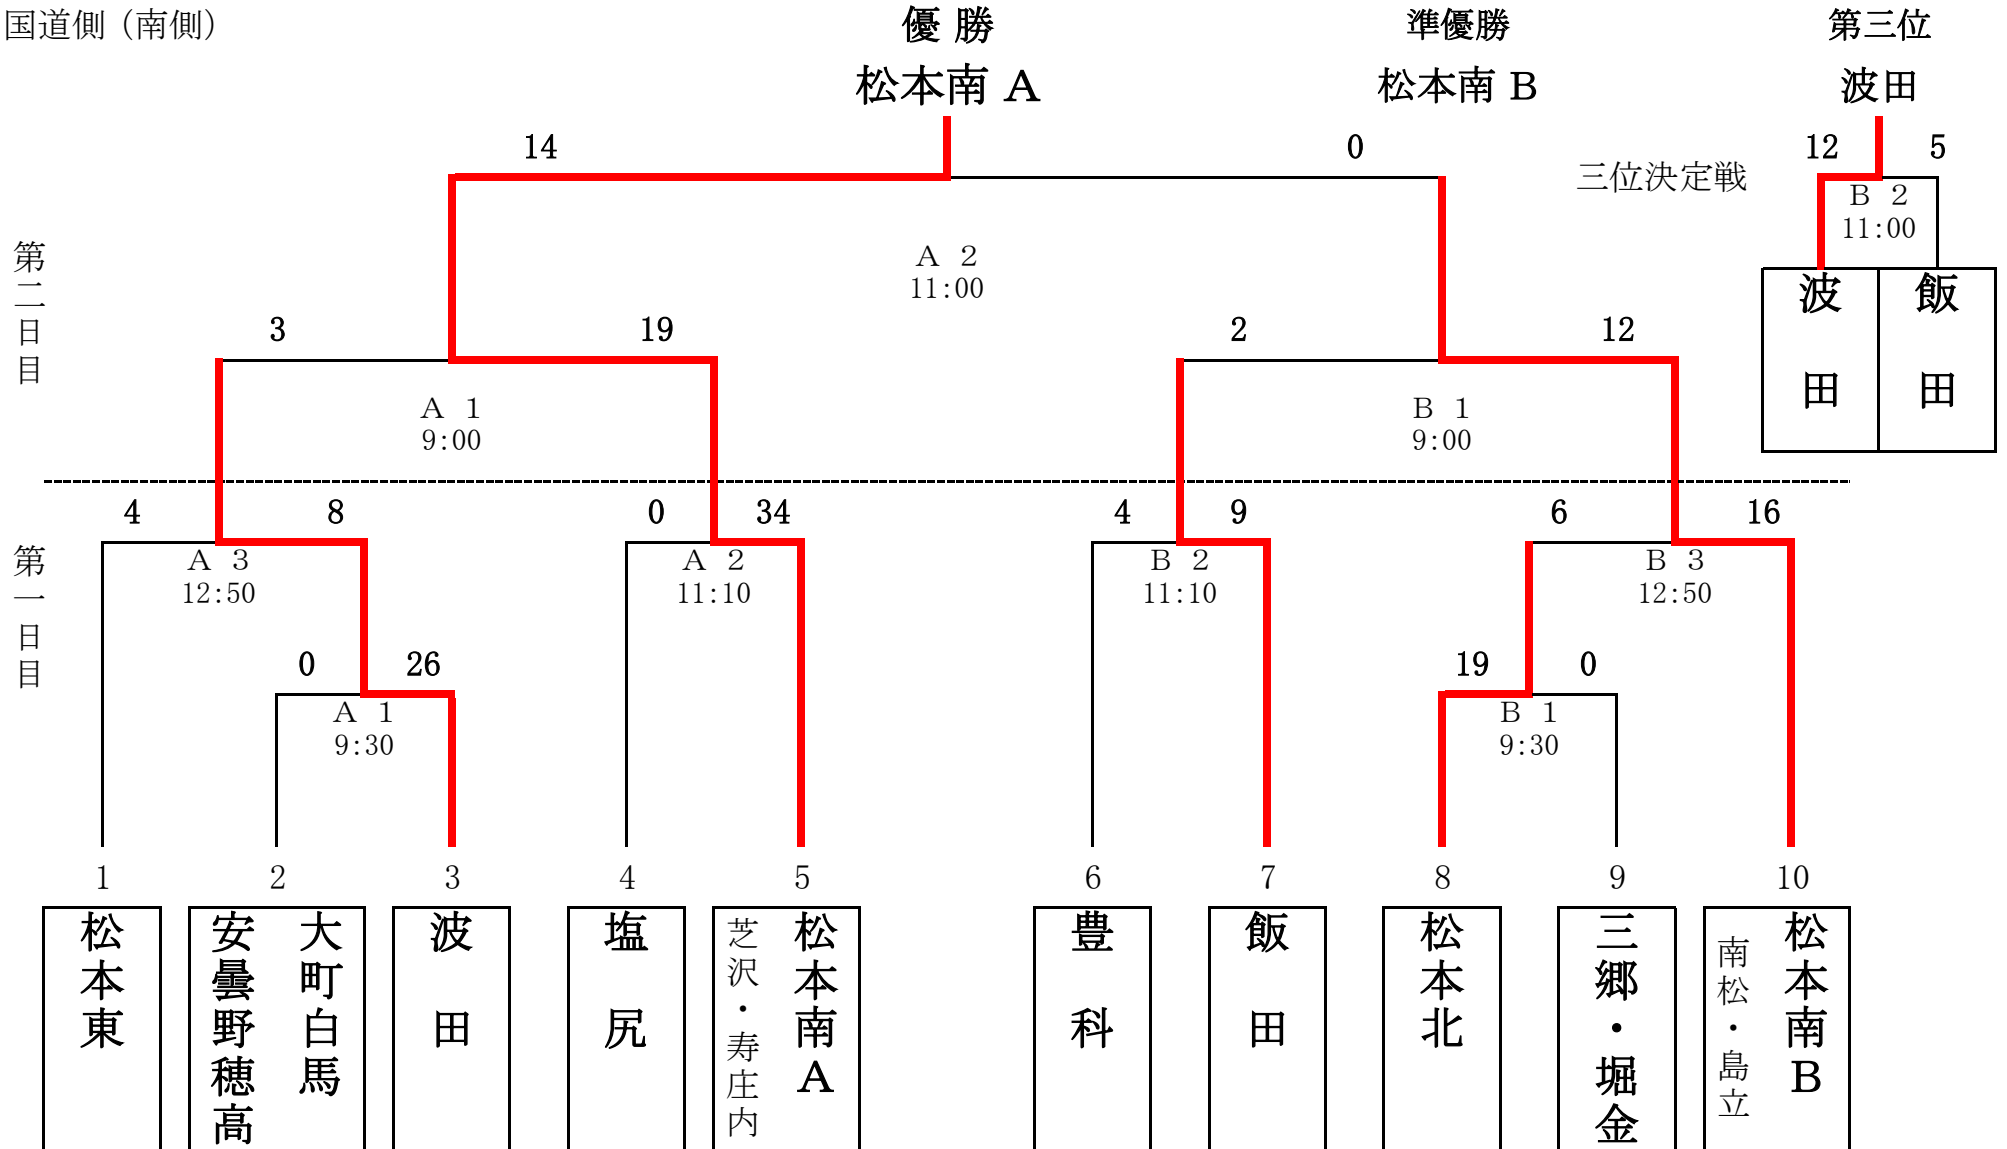 国道側（南側）
優 勝
準優勝
第三位
松本南 A
松本南 B
波田
14
0
12
5
三位決定戦
B 2
11:00
A 2
11:00
第二日目
波田
飯田
3
19
2
12
A 1
9:00
B 1
9:00
4
8
0
34
4
9
6
16
第一日目
A 3
12:50
A 2
11:10
B 2
11:10
B 3
12:50
0
26
19
0
A 1
9:30
B 1
9:30
1
2
3
4
5
6
7
8
9
10
松本東
大町白馬
安曇野穂高
波田
塩尻
松本南A
芝沢・寿庄内
豊科
飯田
松本北
三郷・堀金
松本南B
南松・島立